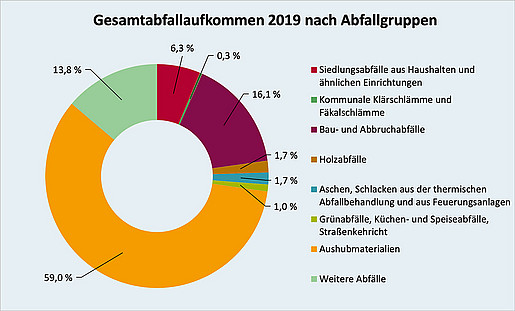 Gesamtabfallaufkommen 2019 nach Abfallgruppen
6,3 %
0,3 %
13,8 %
16,1 %
1,7 %
1,7 %
1,0 %
59,0 %
Siedlungsabfälle aus Haushalten und
ähnlichen Einrichtungen
Kommunale Klärschlämme und
Fäkalschlämme
Bau- und Abbruchabfälle
Holzabfälle
Aschen, Schlacken aus der thermischen
Abfallbehandlung und aus Feuerungsanlagen
Grünabfälle, Küchen- und Speiseabfälle,
Straßenkehricht
Aushubmaterialien
Weitere Abfälle